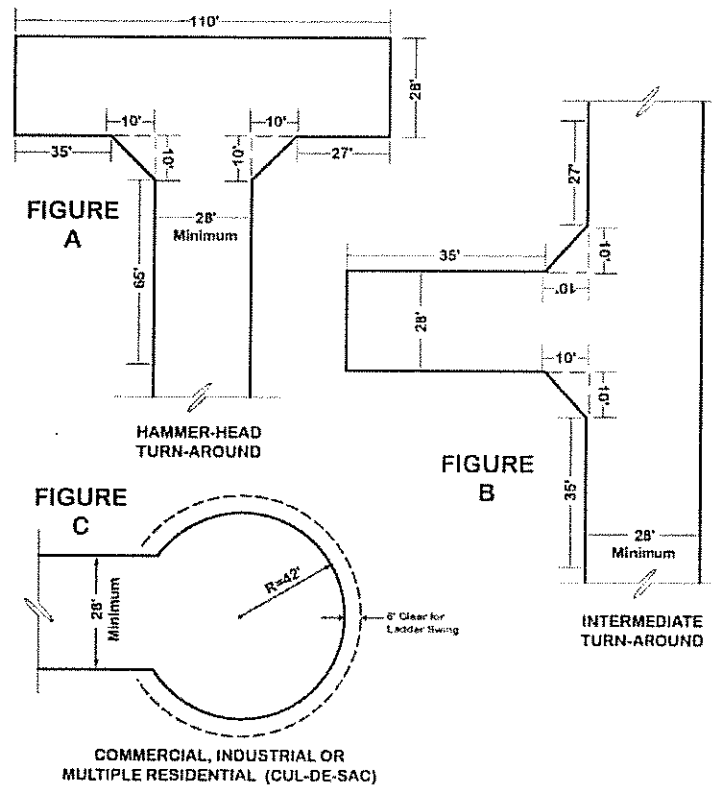 110'
28'
10'
10'
35'
10'
10'
27'
FIGURE
A
28'
Minimum
65'
HAMMER-HEAD
TURN-AROUND
27'
35'
10'
10'
28'
10'
10'
FIGURE
B
35'
28'
Minimum
INTERMEDIATE
TURN-AROUND
FIGURE
C
28'
Minimum
R=42'
6' Clear for
Ladder Swing
COMMERCIAL, INDUSTRIAL OR
MULTIPLE RESIDENTIAL (CUL-DE-SAC)